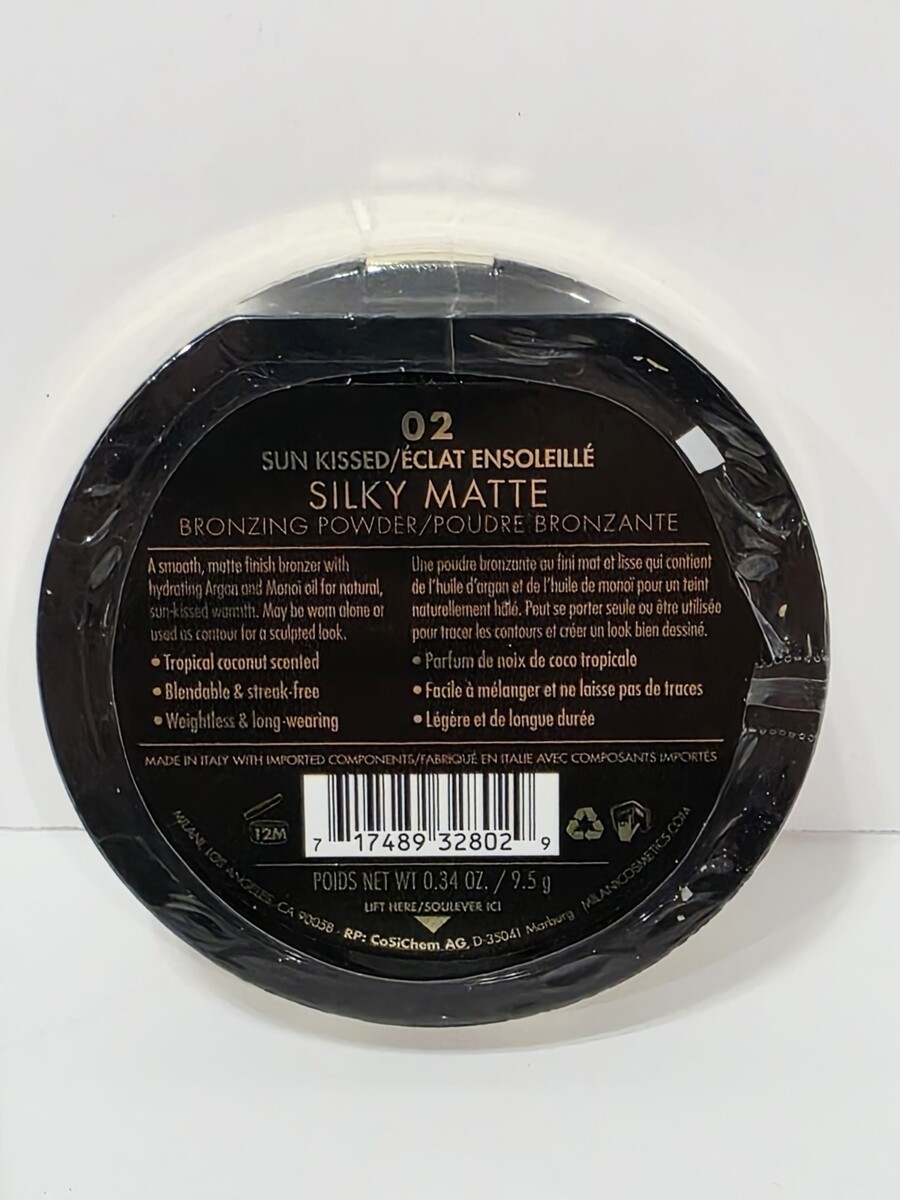 02
SUN KISSED/ÉCLAT ENSOLEILLÉ
SILKY MATTE
BRONZING POWDER/POUDRE BRONZANTE
A smooth, matte finish bronzer with
hydrating Argan and Monoï oil for natural,
sun-kissed warmth. May be worn alone or
used as contour for a sculpted look.
• Tropical coconut scented
• Blendable & streak-free
• Weightless & long-wearing
Une poudre bronzante au fini mat et lisse qui contient
de l'huile d'argan et de l'huile de monoï pour un teint
naturellement hâlé. Peut se porter seule ou être utilisée
pour tracer les contours et créer un look bien dessiné.
• Parfum de noix de coco tropicale
• Facile à mélanger et ne laisse pas de traces
• Légère et de longue durée
MADE IN ITALY WITH IMPORTED COMPONENTS/FABRIQUÉ EN ITALIE AVEC COMPOSANTS IMPORTÉS
12M
7 17489 32802 9
POIDS NET WT 0.34 OZ. / 9.5 g
LIFT HERE/SOULEVER ICI
MILANI, LOS ANGELES, CA 90058 · RP: CoSiChem AG, D-35041 Marburg MILANICOSMETICS.COM